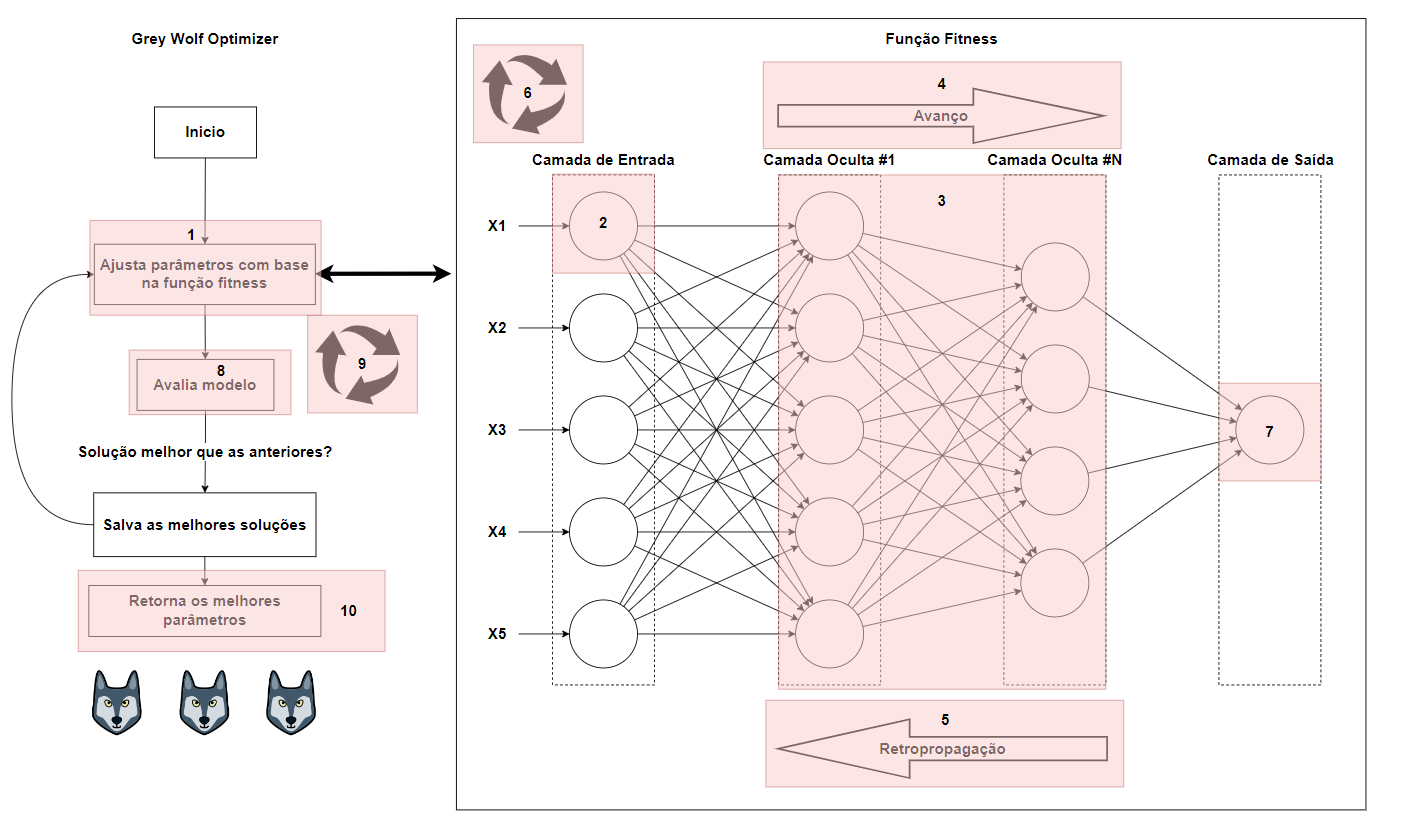 Grey Wolf Optimizer
Inicio
1
Ajusta parâmetros com base
na função fitness
8
Avalia modelo
9
Solução melhor que as anteriores?
Salva as melhores soluções
Retorna os melhores
parâmetros
10
Função Fitness
6
4
Avanço
Camada de Entrada
Camada Oculta #1
Camada Oculta #N
Camada de Saída
X1
2
3
X2
X3
7
X4
X5
5
Retropropagação